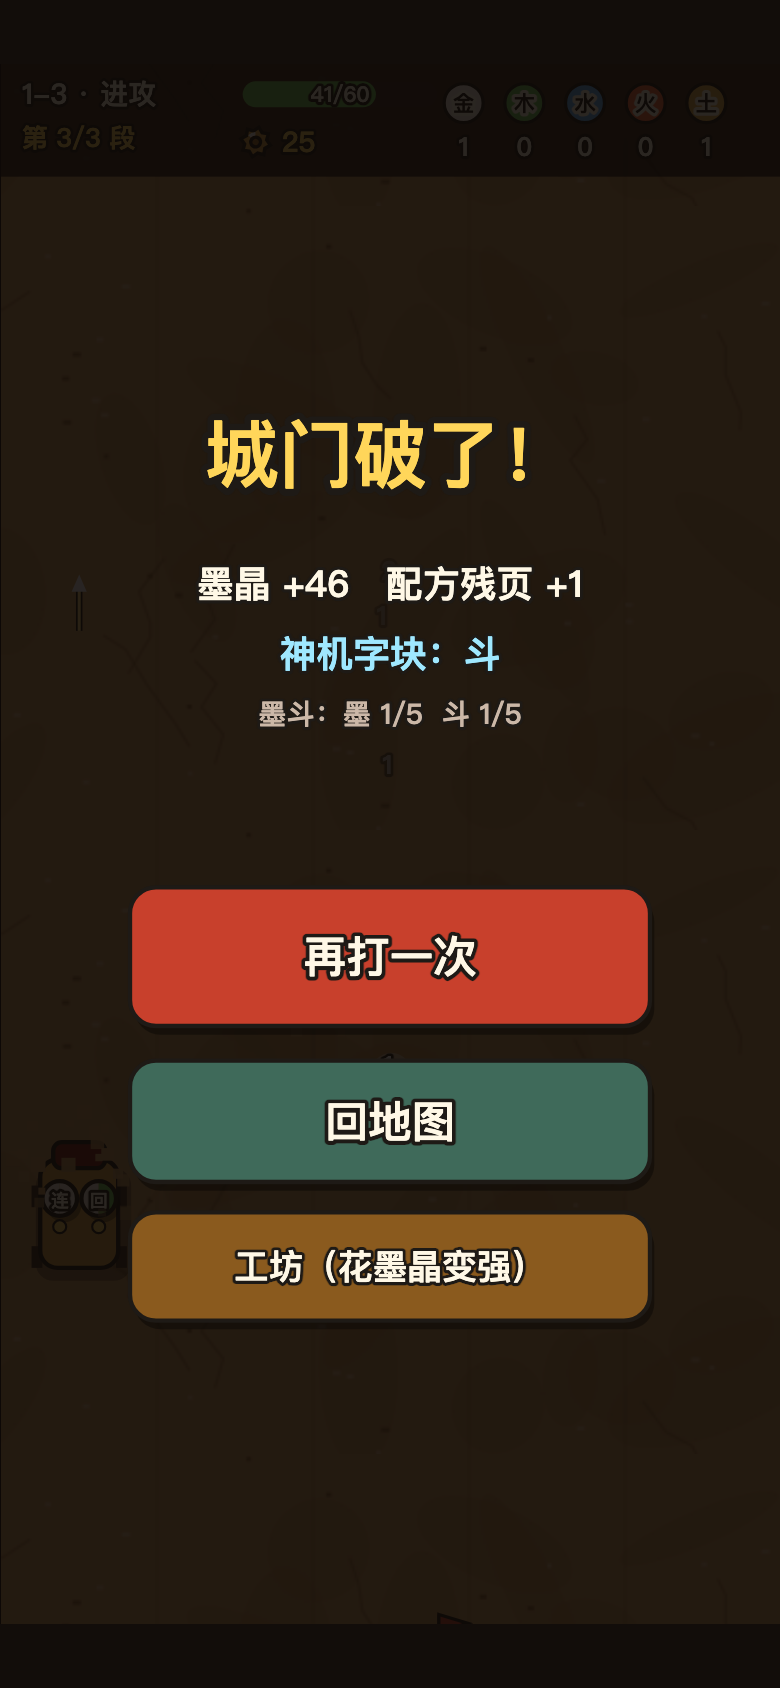 1-3 · 进攻
41/60
金 木 水 火 土
第 3/3 段
25
1 0 0 0 1
城门破了！
墨晶 +46 配方残页 +1
1
神机字块：斗
墨斗：墨 1/5 斗 1/5
1
再打一次
回地图
连 回
工坊（花墨晶变强）